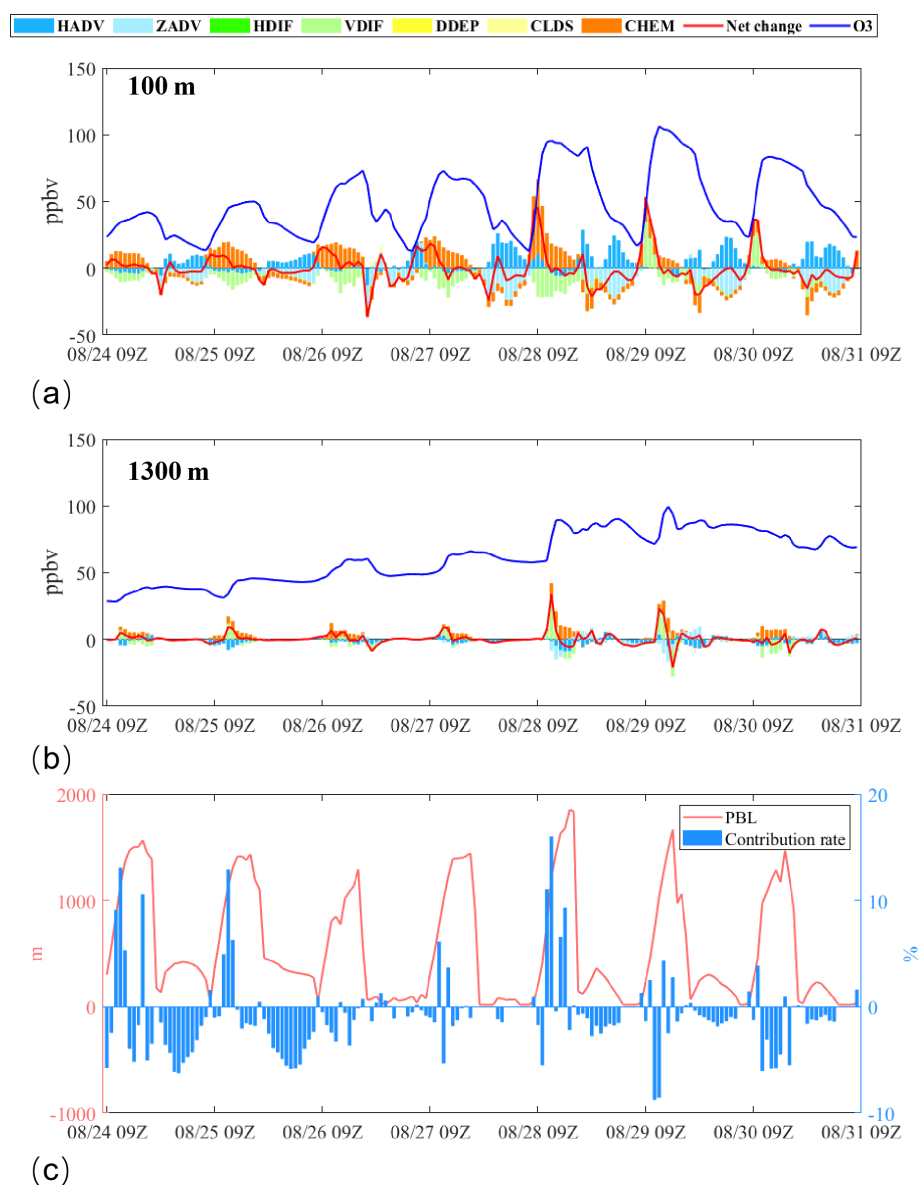 HADV ZADV HDIF VDIF DDEP CLDS CHEM Net change O3
150
100 m
100
50
0
-50
ppbv
08/24 09Z 08/25 09Z 08/26 09Z 08/27 09Z 08/28 09Z 08/29 09Z 08/30 09Z 08/31 09Z
(a)
150
1300 m
100
50
0
-50
ppbv
08/24 09Z 08/25 09Z 08/26 09Z 08/27 09Z 08/28 09Z 08/29 09Z 08/30 09Z 08/31 09Z
(b)
2000 20
PBL
Contribution rate
1000 10
m %
0 0
-1000 -10
08/24 09Z 08/25 09Z 08/26 09Z 08/27 09Z 08/28 09Z 08/29 09Z 08/30 09Z 08/31 09Z
(c)